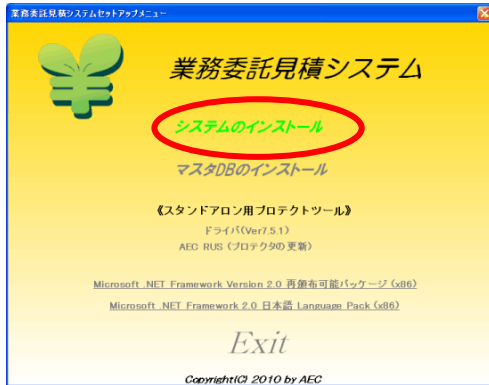 業務委託見積システムセットアップメニュー
業務委託見積システム
システムのインストール
マスタDBのインストール
《スタンドアロン用プロテクトツール》
ドライバ(Ver7.5.1)
AEC RUS (プロテクタの更新)
Microsoft .NET Framework Version 2.0 再頒布可能パッケージ (x86)
Microsoft .NET Framework 2.0 日本語 Language Pack (x86)
Exit
Copyright(C) 2010 by AEC